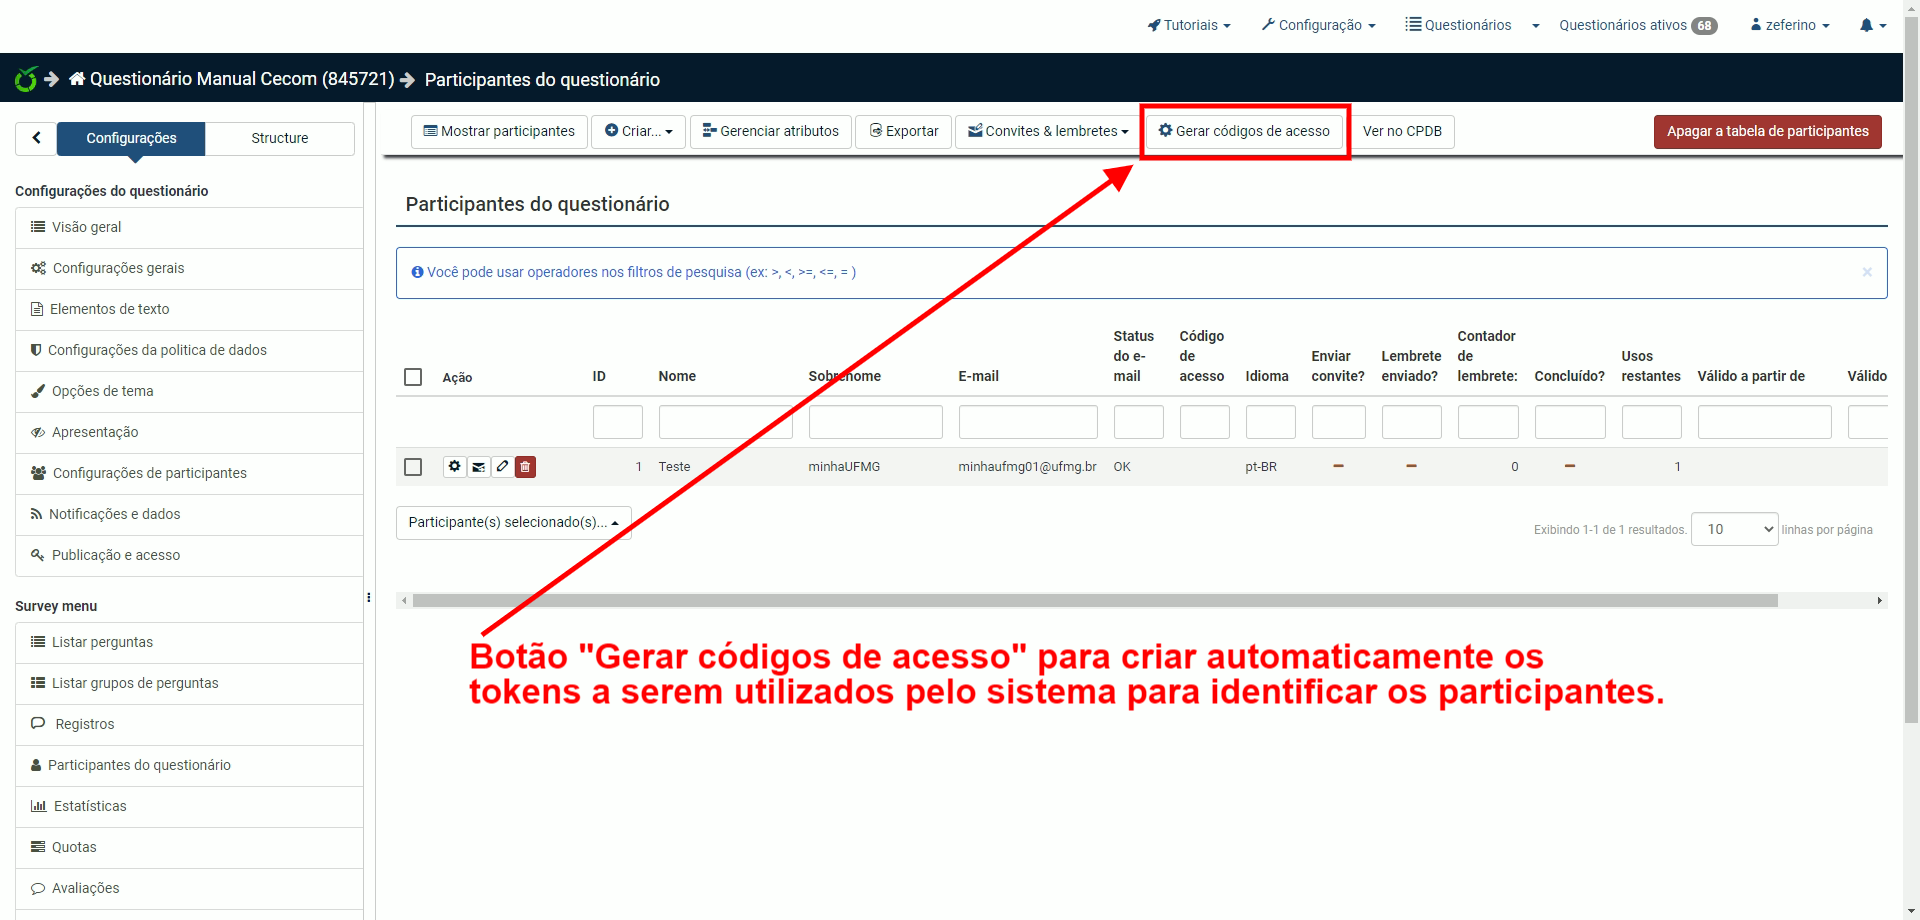 Tutoriais
Configuração
Questionários
Questionários ativos 68
zeferino
Questionário Manual Cecom (845721)
Participantes do questionário
Configurações
Structure
Mostrar participantes
Criar...
Gerenciar atributos
Exportar
Convites & lembretes
Gerar códigos de acesso
Ver no CPDB
Apagar a tabela de participantes
Configurações do questionário
Visão geral
Configurações gerais
Elementos de texto
Configurações da politica de dados
Opções de tema
Apresentação
Configurações de participantes
Notificações e dados
Publicação e acesso
Survey menu
Listar perguntas
Listar grupos de perguntas
Registros
Participantes do questionário
Estatísticas
Quotas
Avaliações
Participantes do questionário
Você pode usar operadores nos filtros de pesquisa (ex: >, <, >=, <=, = )
×
Ação
ID
Nome
Sobrenome
E-mail
Status
do e-
mail
Código
de
acesso
Idioma
Enviar
convite?
Lembrete
enviado?
Contador
de
lembrete:
Concluído?
Usos
restantes
Válido a partir de
Válido
1 Teste minhaUFMG minhaufmg01@ufmg.br OK pt-BR – – 0 – 1
Participante(s) selecionado(s)...
Exibindo 1-1 de 1 resultados. 10 linhas por página
Botão "Gerar códigos de acesso" para criar automaticamente os
tokens a serem utilizados pelo sistema para identificar os participantes.